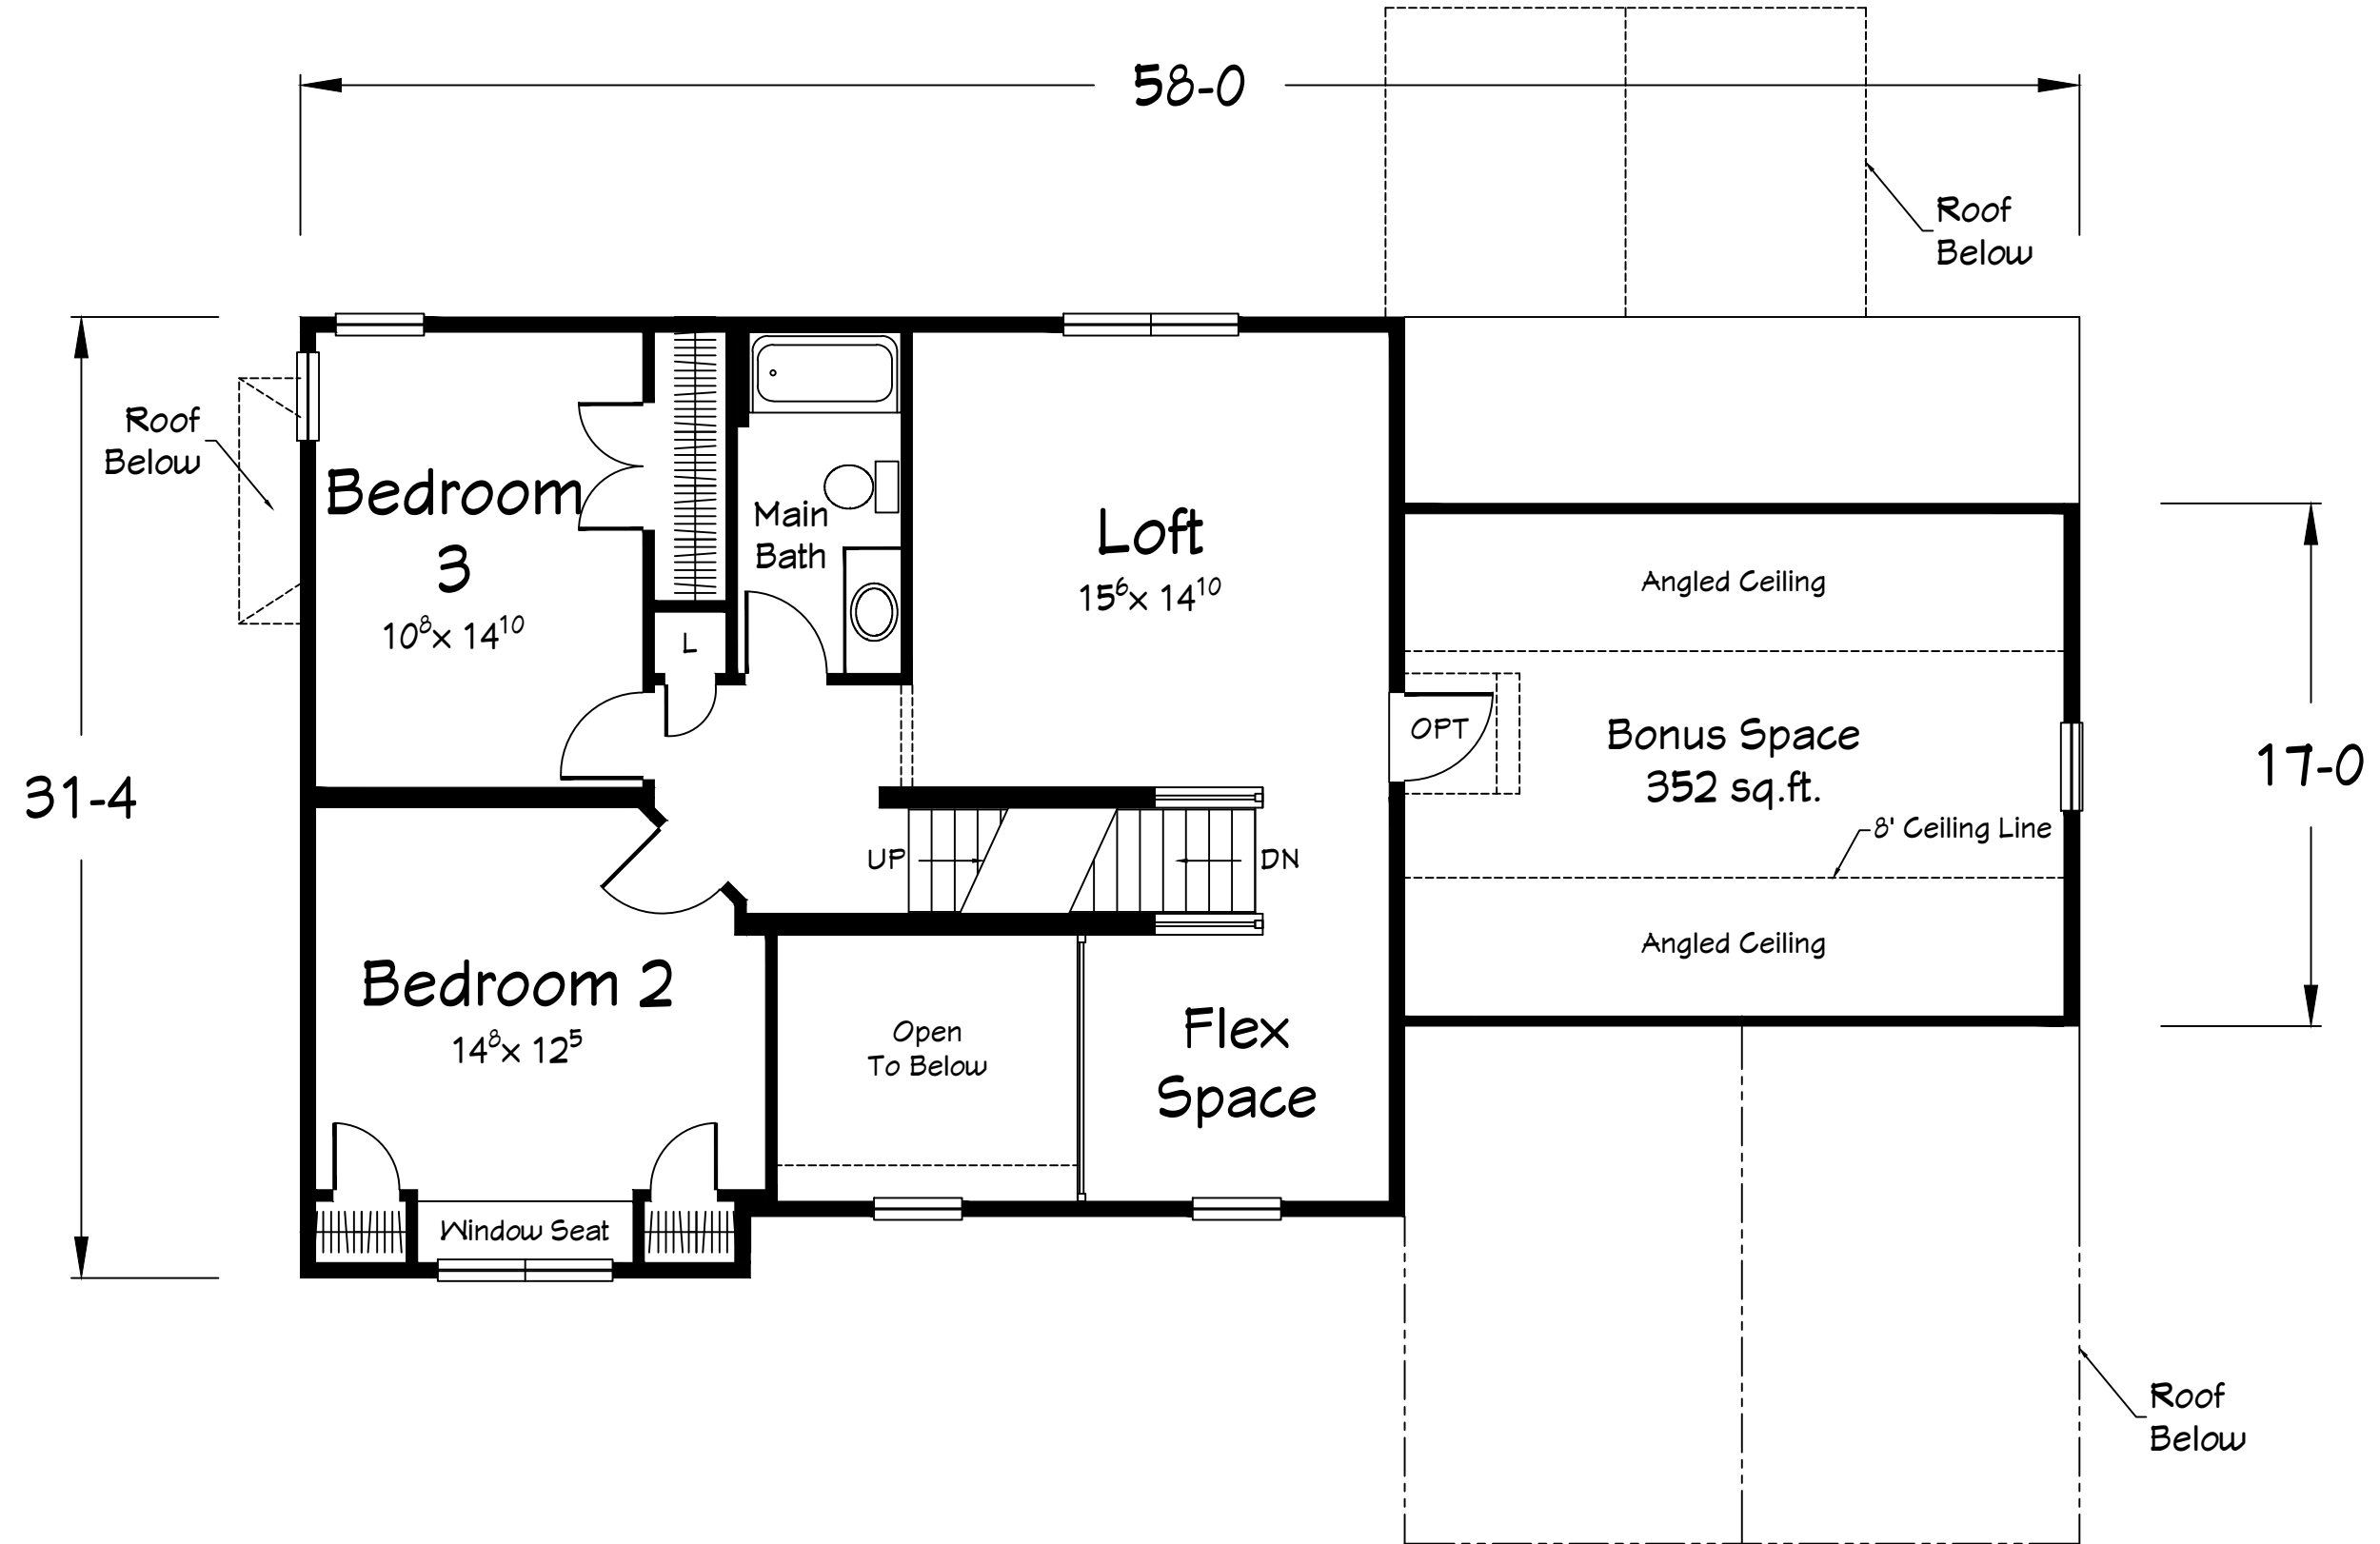 58-0
Roof
Below
Roof
Below
Bedroom
3
10⁸x 14¹⁰
L
Main
Bath
Loft
15⁶x 14¹⁰
Angled Ceiling
OPT
Bonus Space
352 sq.ft.
8' Ceiling Line
Angled Ceiling
31-4
17-0
UP
DN
Bedroom 2
14⁸x 12⁵
Open
To Below
Flex
Space
Window Seat
Roof
Below